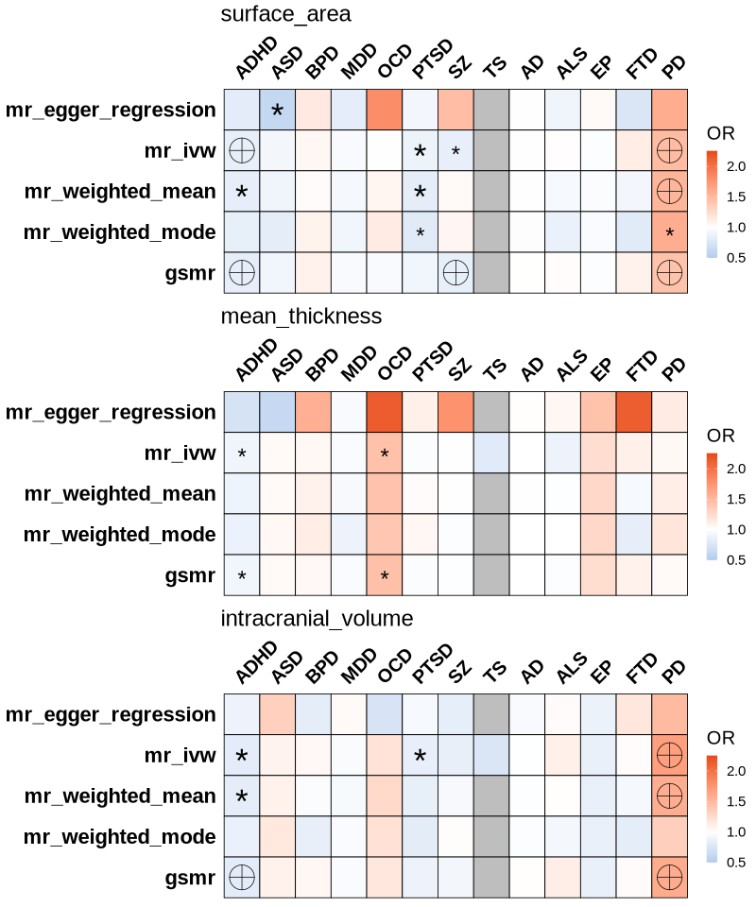 surface_area
ADHD ASD BPD MDD OCD PTSD SZ TS AD ALS EP FTD PD
mr_egger_regression *
mr_ivw * *
mr_weighted_mean * *
mr_weighted_mode * *
gsmr
OR
2.0
1.5
1.0
0.5
mean_thickness
ADHD ASD BPD MDD OCD PTSD SZ TS AD ALS EP FTD PD
mr_egger_regression
mr_ivw * *
mr_weighted_mean
mr_weighted_mode
gsmr * *
OR
2.0
1.5
1.0
0.5
intracranial_volume
ADHD ASD BPD MDD OCD PTSD SZ TS AD ALS EP FTD PD
mr_egger_regression
mr_ivw * *
mr_weighted_mean *
mr_weighted_mode
gsmr
OR
2.0
1.5
1.0
0.5